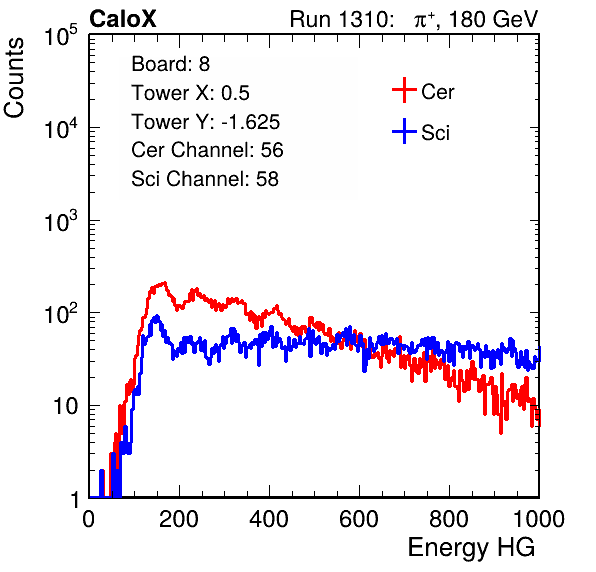 CaloX Run 1310: π⁺, 180 GeV
Board: 8
Tower X: 0.5
Tower Y: -1.625
Cer Channel: 56
Sci Channel: 58
Cer
Sci
Counts
10⁵
10⁴
10³
10²
10
1
0 200 400 600 800 1000
Energy HG